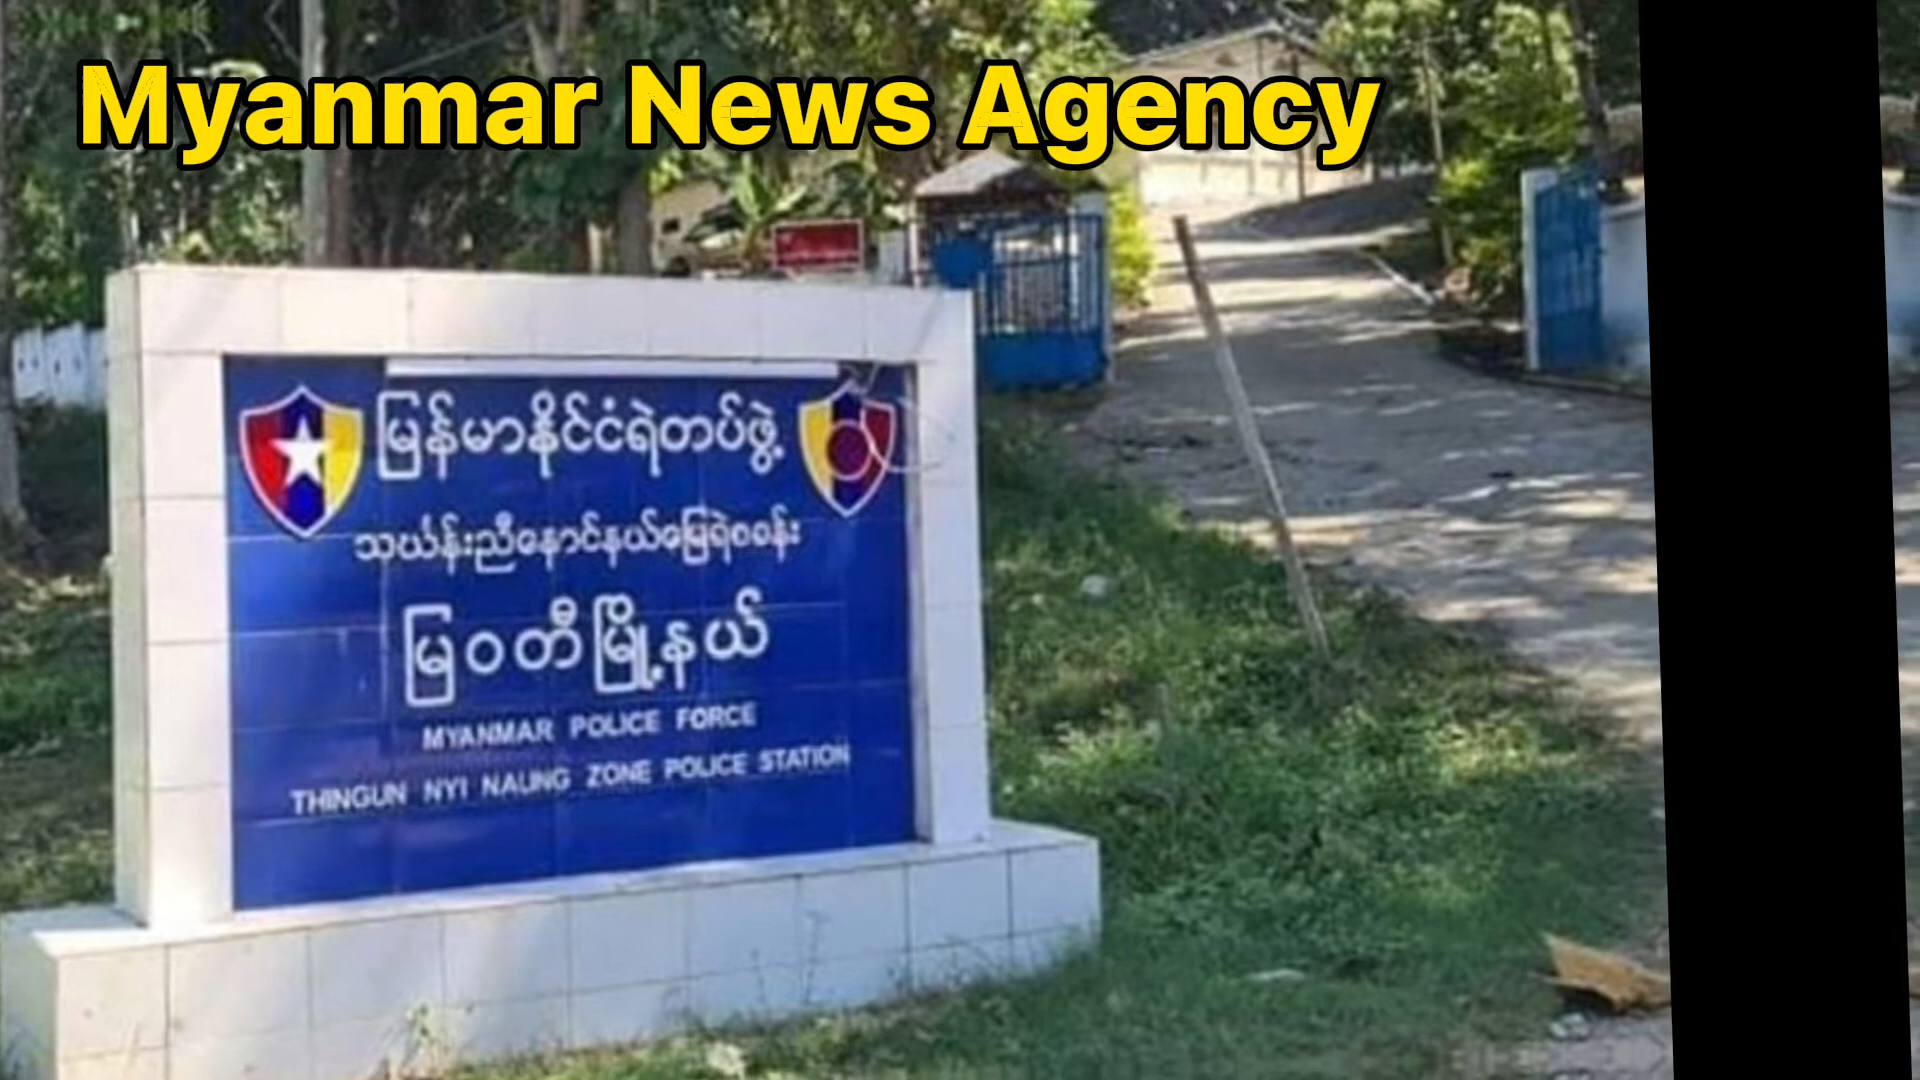 Myanmar News Agency
မြန်မာနိုင်ငံရဲတပ်ဖွဲ့
သင်္ဃန်းညီနောင်နယ်မြေရဲစခန်း
မြဝတီမြို့နယ်
MYANMAR POLICE FORCE
THINGUN NYI NAUNG ZONE POLICE STATION